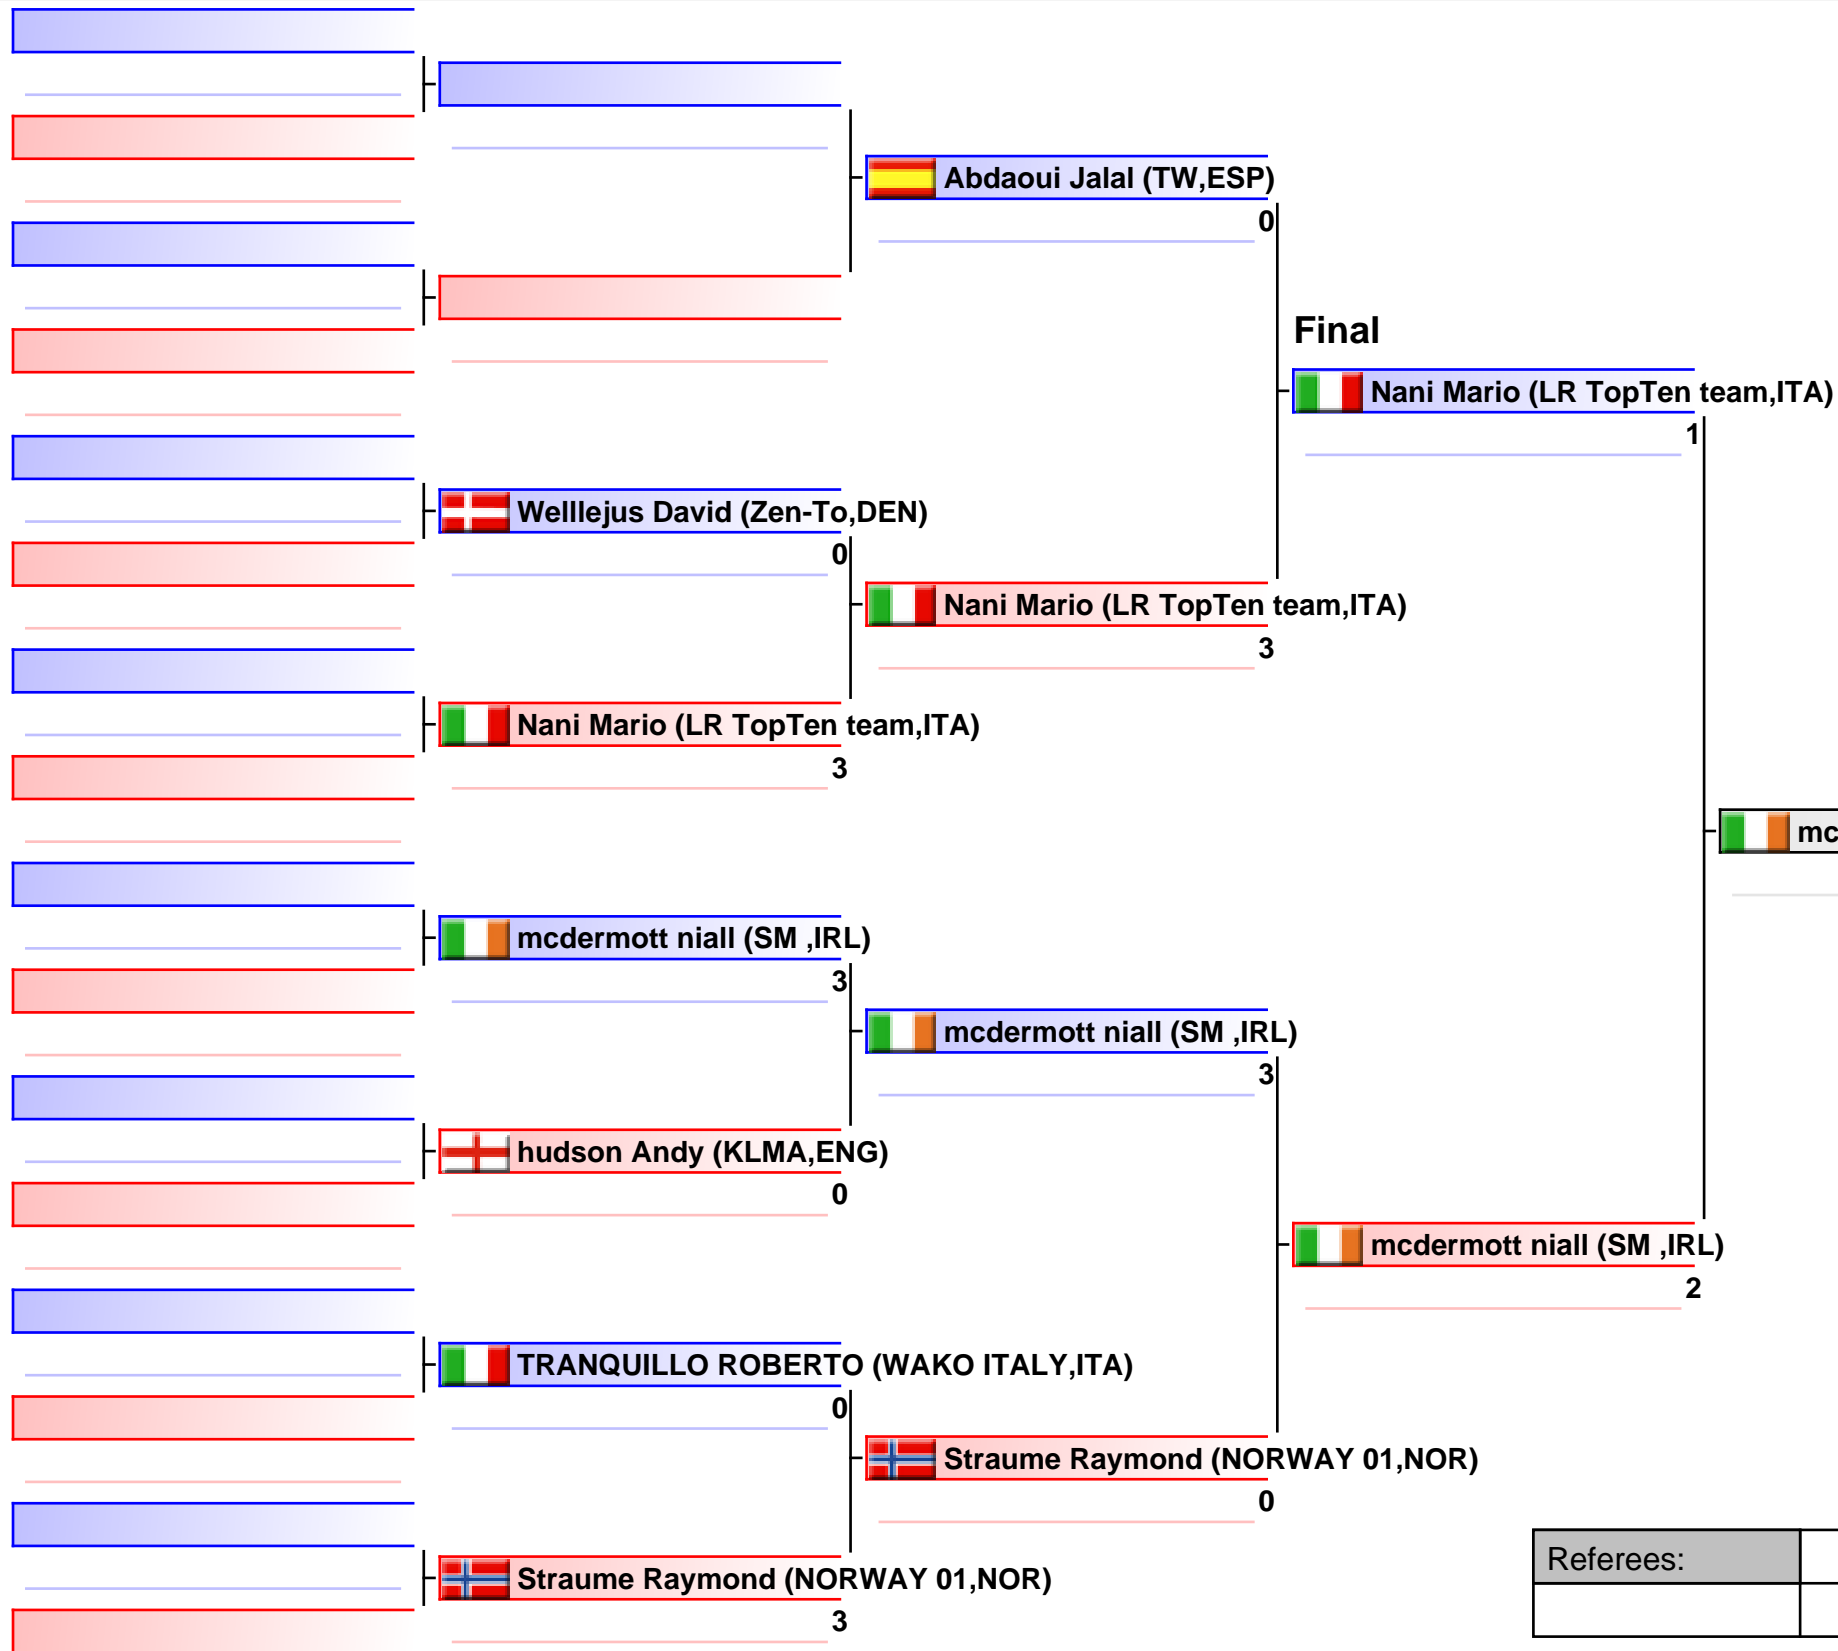 Abdaoui Jalal (TW,ESP)
0
Final
Nani Mario (LR TopTen team,ITA)
1
Welllejus David (Zen-To,DEN)
0
Nani Mario (LR TopTen team,ITA)
3
Nani Mario (LR TopTen team,ITA)
3
mc
mcdermott niall (SM ,IRL)
3
mcdermott niall (SM ,IRL)
3
hudson Andy (KLMA,ENG)
0
mcdermott niall (SM ,IRL)
2
TRANQUILLO ROBERTO (WAKO ITALY,ITA)
0
Straume Raymond (NORWAY 01,NOR)
0
Straume Raymond (NORWAY 01,NOR)
3
Referees: